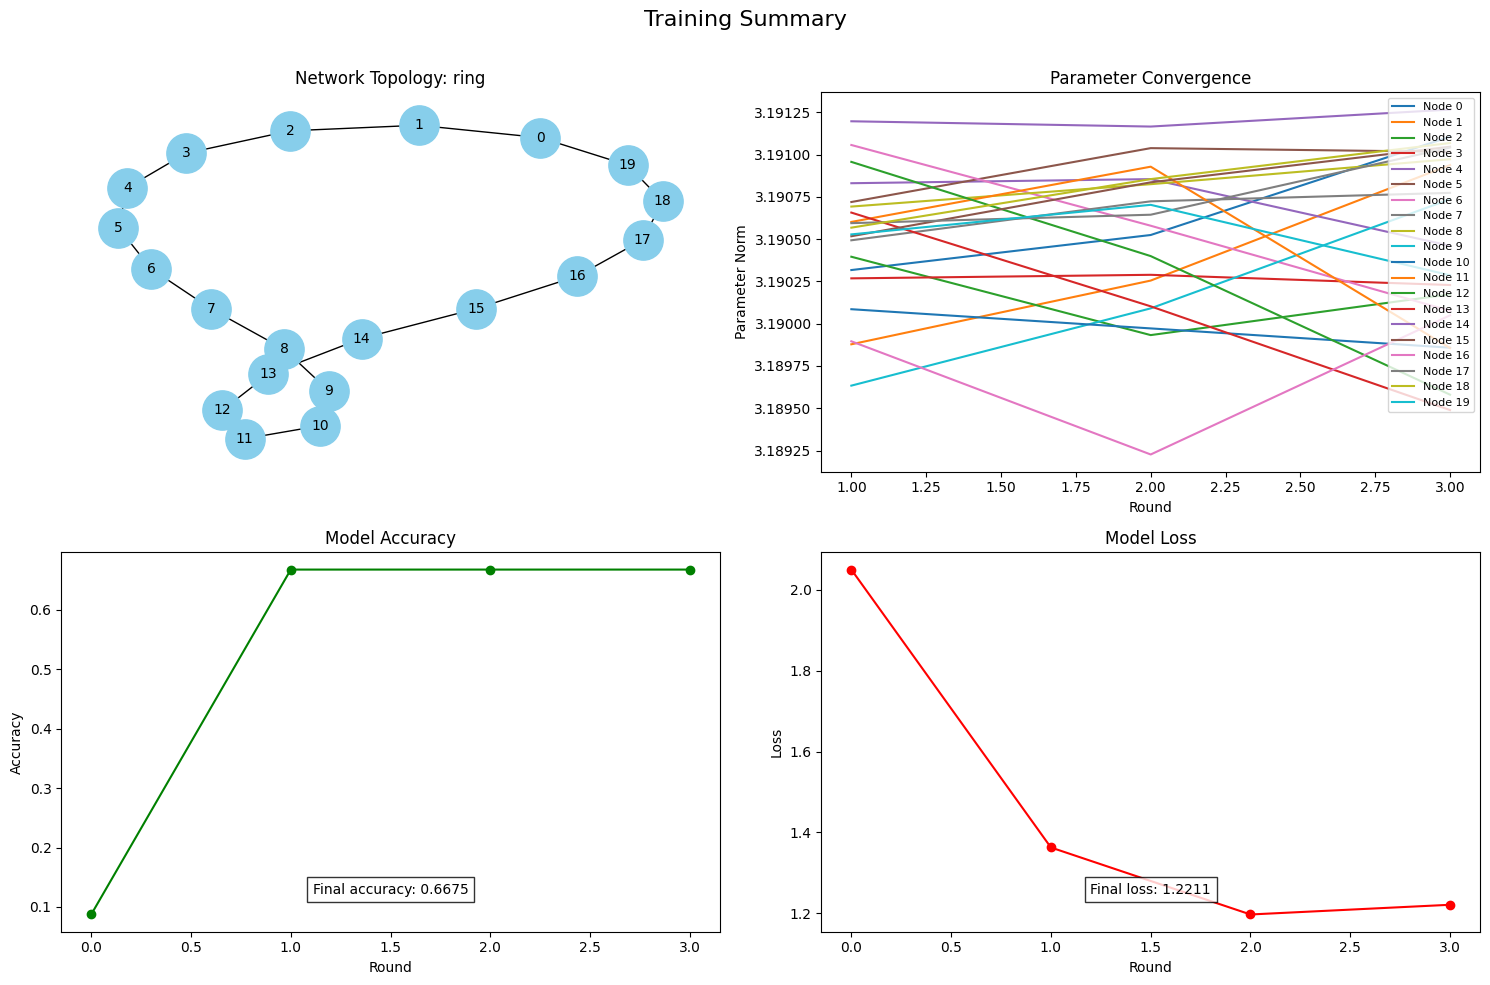 Training Summary
Network Topology: ring
0
1
2
3
4
5
6
7
8
9
10
11
12
13
14
15
16
17
18
19
Parameter Convergence
Parameter Norm
3.19125
3.19100
3.19075
3.19050
3.19025
3.19000
3.18975
3.18950
3.18925
1.00 1.25 1.50 1.75 2.00 2.25 2.50 2.75 3.00
Round
Node 0
Node 1
Node 2
Node 3
Node 4
Node 5
Node 6
Node 7
Node 8
Node 9
Node 10
Node 11
Node 12
Node 13
Node 14
Node 15
Node 16
Node 17
Node 18
Node 19
Model Accuracy
Accuracy
0.6
0.5
0.4
0.3
0.2
0.1
Final accuracy: 0.6675
0.0 0.5 1.0 1.5 2.0 2.5 3.0
Round
Model Loss
Loss
2.0
1.8
1.6
1.4
1.2
Final loss: 1.2211
0.0 0.5 1.0 1.5 2.0 2.5 3.0
Round